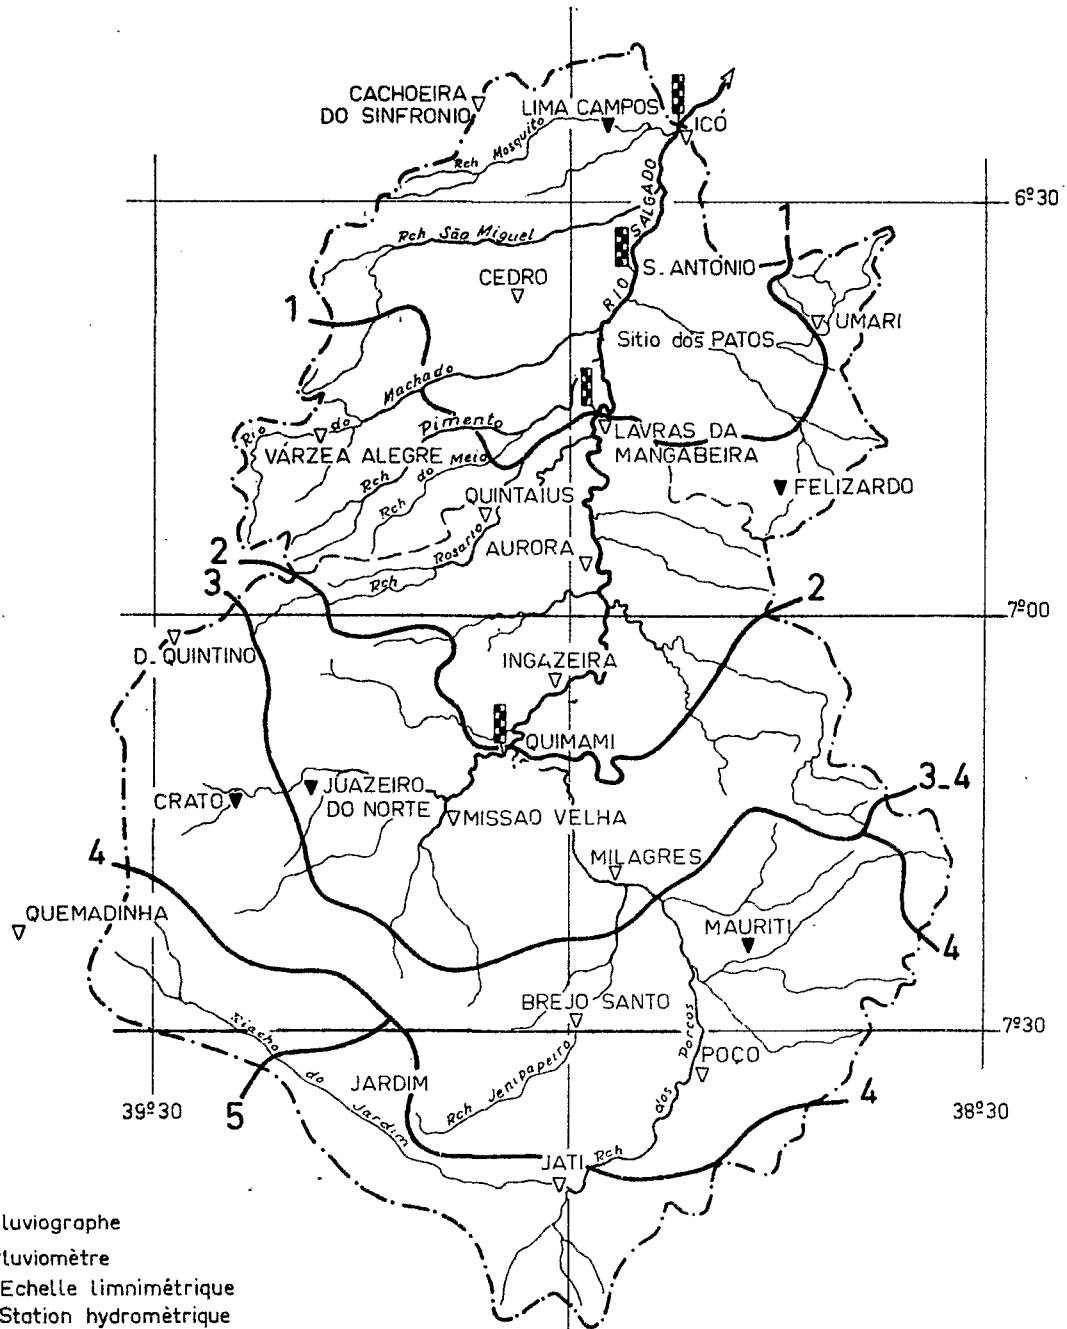 CACHOEIRA
DO SINFRONIO
LIMA CAMPOS
ICÓ
Rch Mosquito
SALGADO
6º30
1
Rch São Miguel
S. ANTONIO
CEDRO
RIO
1
UMARI
Sitio dos PATOS
Rio do Machado
Pimento
LAVRAS DA
MANGABEIRA
VÁRZEA ALEGRE
Rch do Meio
Rch
QUINTAIUS
FELIZARDO
AURORA
Rch Rosario
2
3
2
7º00
D. QUINTINO
INGAZEIRA
QUIMAMI
3_4
JUAZEIRO
DO NORTE
CRATO
MISSAO VELHA
4
MILAGRES
QUEMADINHA
MAURITI
4
BREJO SANTO
Riacho do Jardim
7º30
POÇO
JARDIM
Rch Jenipapeiro
Rch dos Porcos
39º30
5
4
38º30
JATI
luviographe
luviomètre
Echelle limnimétrique
Station hydromètrique